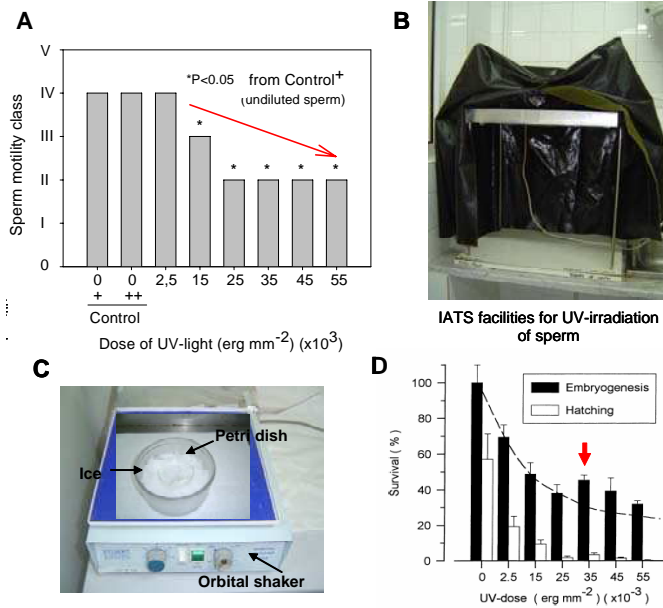 A
V
IV
III
II
I
0
Sperm motility class
*P<0.05 from Control+
(undiluted sperm)
* * * * *
0 0 2,5 15 25 35 45 55
+ ++
Control
Dose of UV-light (erg mm-2) (x103)
B
IATS facilities for UV-irradiation
of sperm
C
Petri dish
Ice
Orbital shaker
D
Embryogenesis
Hatching
100
80
60
40
20
0
Survival ( % )
0 2.5 15 25 35 45 55
UV-dose ( erg mm-2 ) ( x103 )